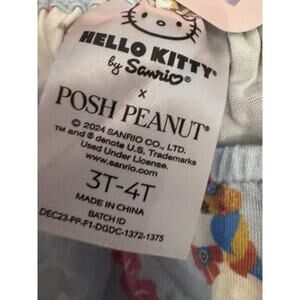 HELLO KITTY®
by Sanrio®
x
POSH PEANUT®
© 2024 SANRIO CO., LTD.
TM and ® denote U.S. Trademarks
Used Under License.
www.sanrio.com
3T-4T
MADE IN CHINA
BATCH ID
DEC23-PP-F1-DGDC-1372-1375